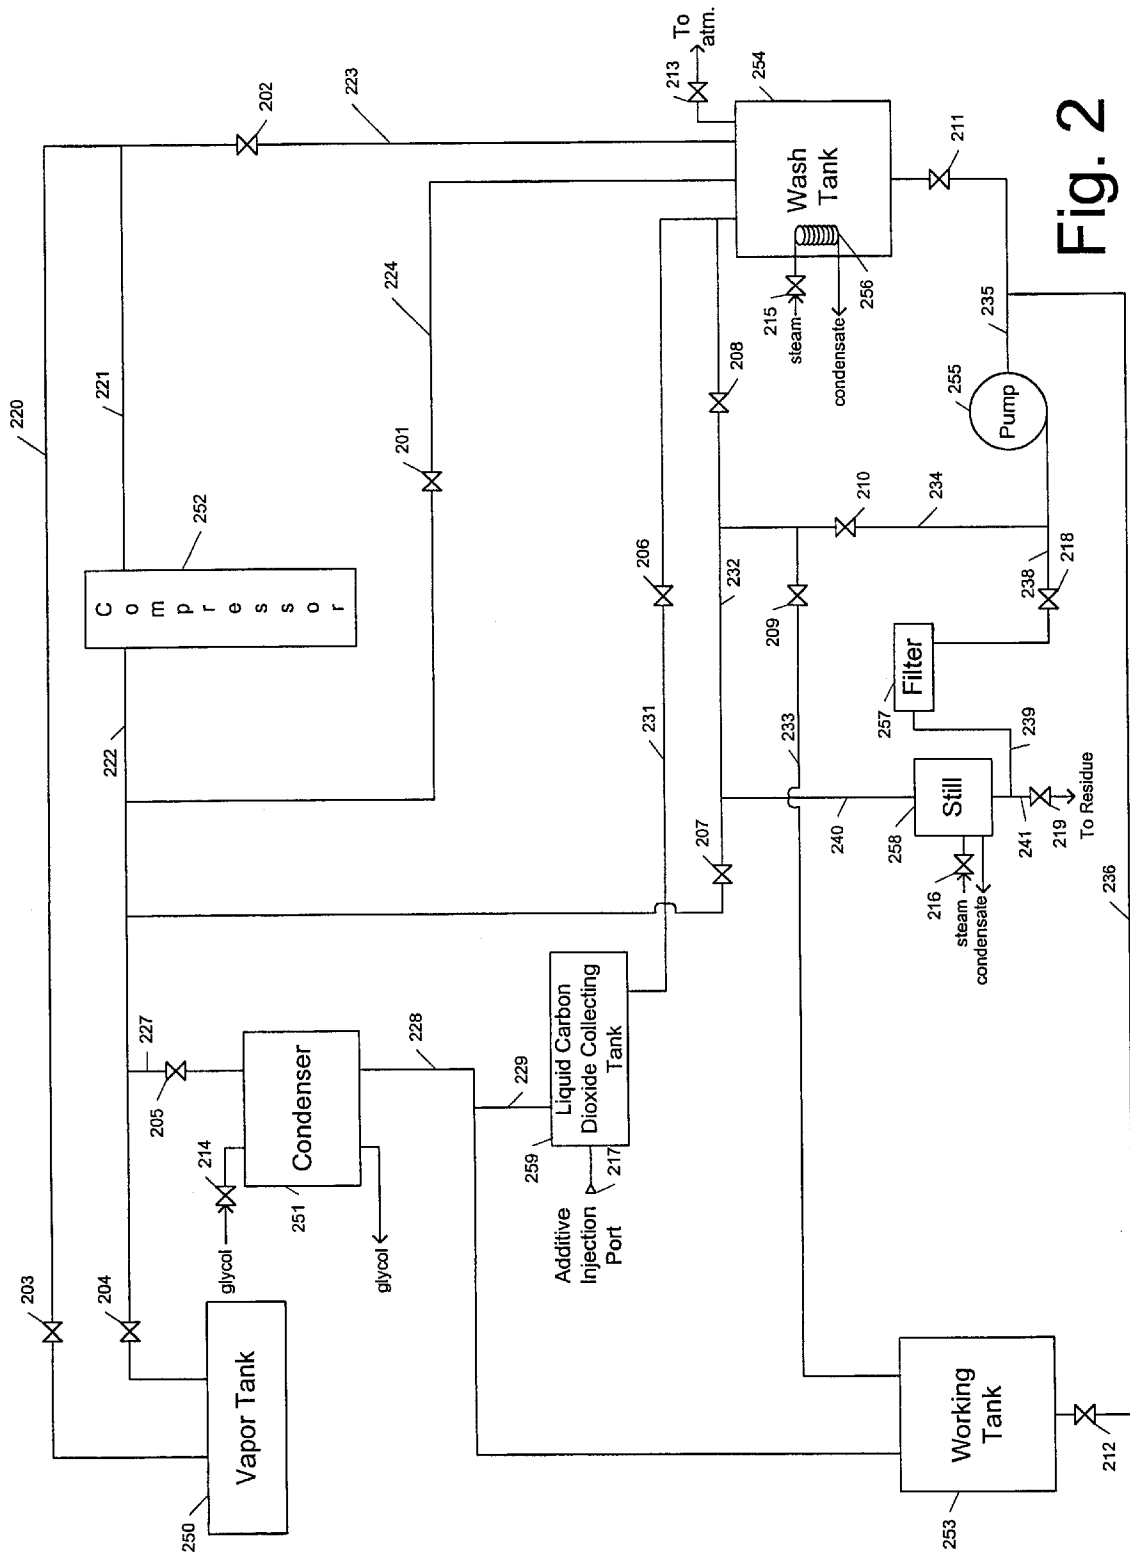 203
220
204
222
221
202
223
227
205
214
glycol
glycol
250
Vapor Tank
251
Condenser
228
229
Compressor
252
201
224
259
Liquid Carbon
Dioxide Collecting
Tank
217
Additive
Injection
Port
231
206
207
232
208
213
To
atm.
254
Wash
Tank
215
steam
condensate
256
233
209
240
210
234
211
257
Filter
258
Still
216
steam
condensate
239
241
219
To Residue
238
218
255
Pump
235
253
Working
Tank
212
236
Fig. 2